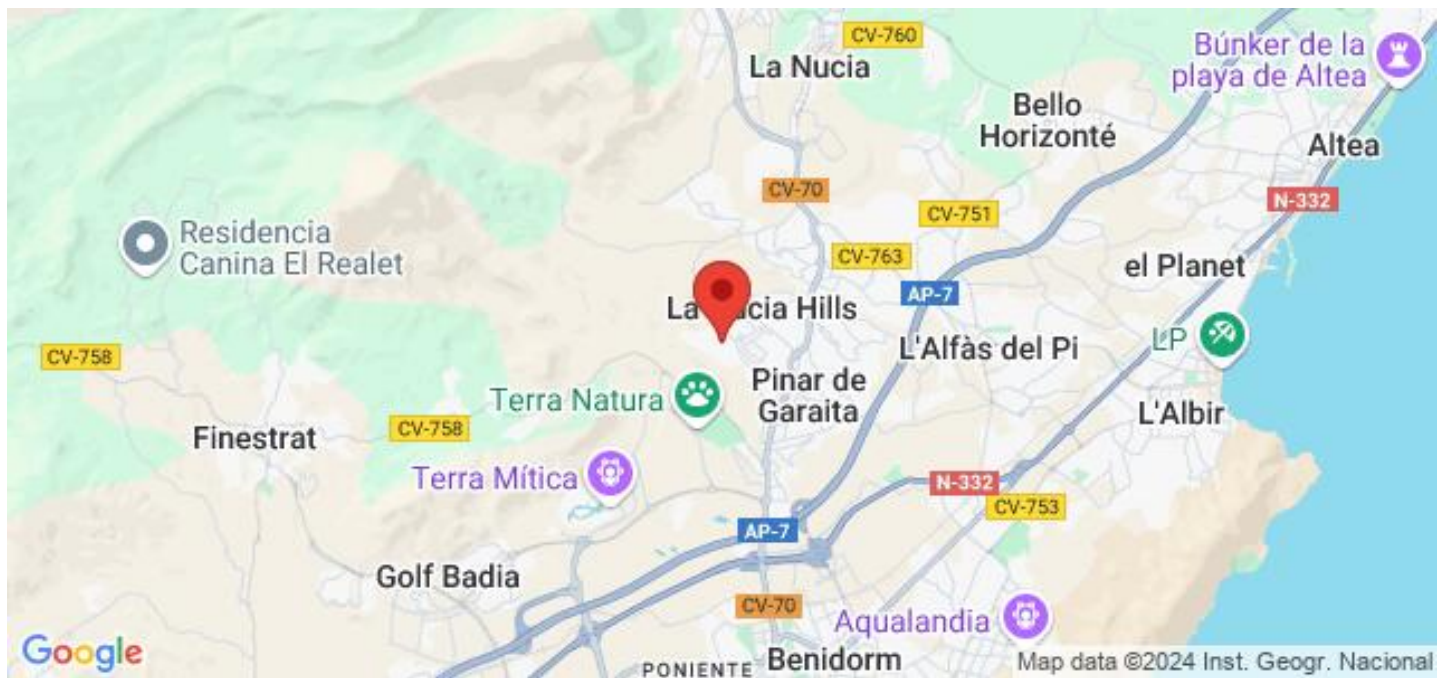 CV-760
La Nucia
Búnker de la
playa de Altea
Bello
Horizonté
Altea
CV-70
N-332
CV-751
Residencia
Canina El Realet
CV-763
el Planet
AP-7
La Nucia Hills
LP
L'Alfàs del Pi
CV-758
Pinar de
Garaita
Terra Natura
L'Albir
CV-758
Finestrat
Terra Mítica
N-332
CV-753
AP-7
Golf Badia
CV-70
Aqualandia
Google
PONIENTE
Benidorm
Map data ©2024 Inst. Geogr. Nacional